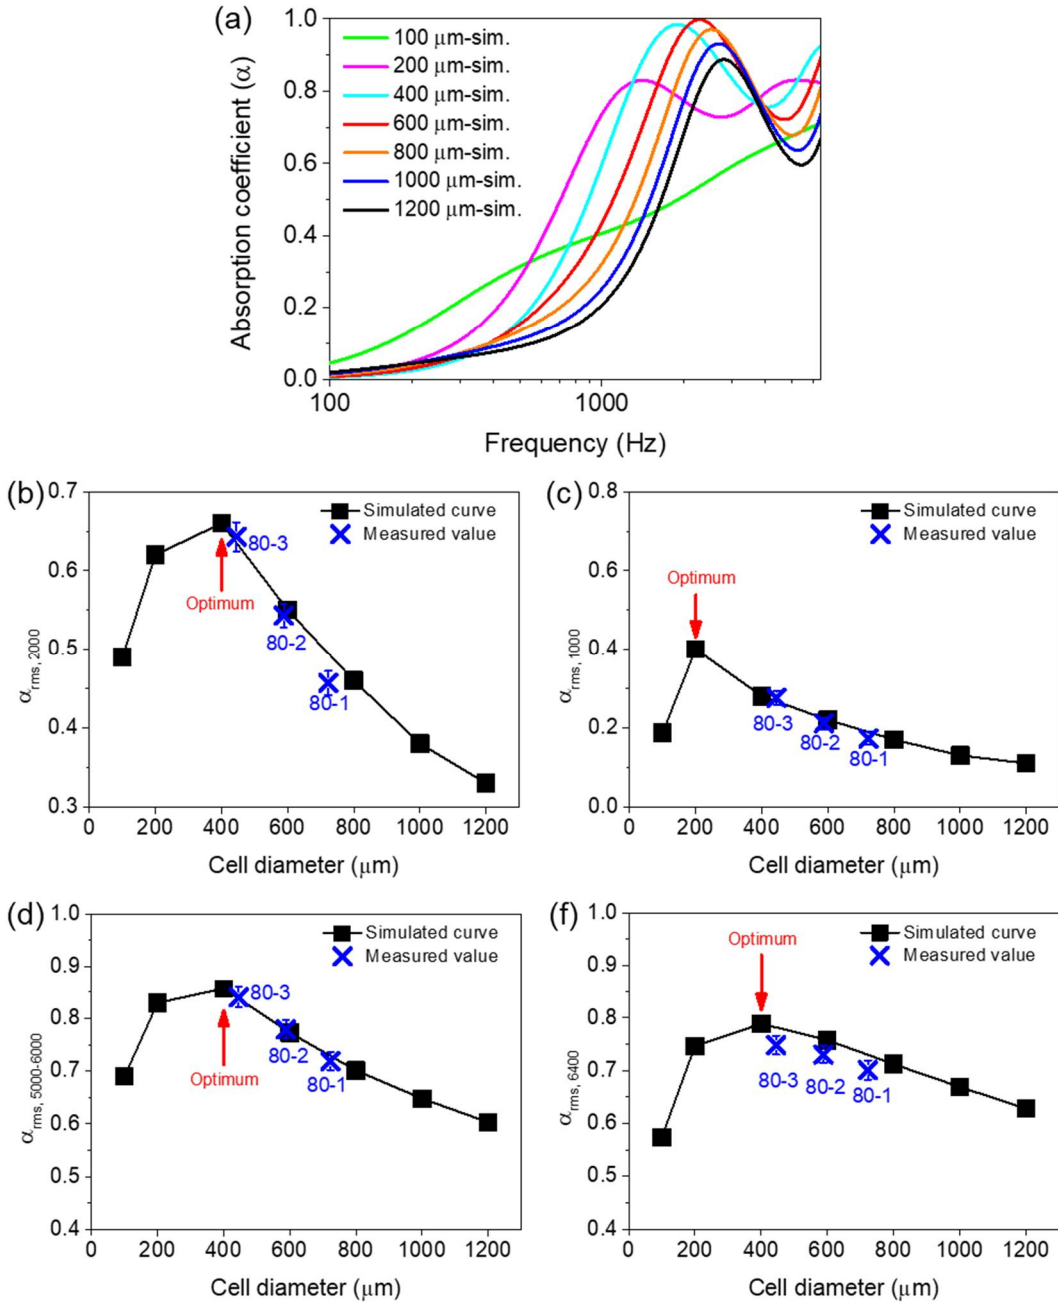 (a)
1.0
0.8
0.6
0.4
0.2
0.0
Absorption coefficient (α)
100 μm-sim.
200 μm-sim.
400 μm-sim.
600 μm-sim.
800 μm-sim.
1000 μm-sim.
1200 μm-sim.
100
1000
Frequency (Hz)
(b)
0.7
0.6
0.5
0.4
0.3
αrms, 2000
Simulated curve
Measured value
80-3
Optimum
80-2
80-1
0 200 400 600 800 1000 1200
Cell diameter (μm)
(c)
0.8
0.6
0.4
0.2
0.0
αrms, 1000
Simulated curve
Measured value
Optimum
80-3
80-2
80-1
0 200 400 600 800 1000 1200
Cell diameter (μm)
(d)
1.0
0.9
0.8
0.7
0.6
0.5
0.4
αrms, 5000-6000
Simulated curve
Measured value
80-3
80-2
80-1
Optimum
0 200 400 600 800 1000 1200
Cell diameter (μm)
(f)
1.0
0.9
0.8
0.7
0.6
0.5
0.4
αrms, 6400
Simulated curve
Measured value
Optimum
80-3
80-2
80-1
0 200 400 600 800 1000 1200
Cell diameter (μm)